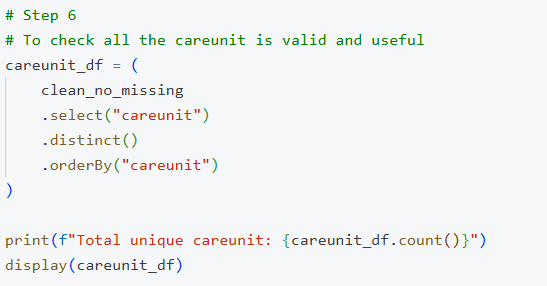 # Step 6
# To check all the careunit is valid and useful
careunit_df = (
    clean_no_missing
    .select("careunit")
    .distinct()
    .orderBy("careunit")
)

print(f"Total unique careunit: {careunit_df.count()}")
display(careunit_df)